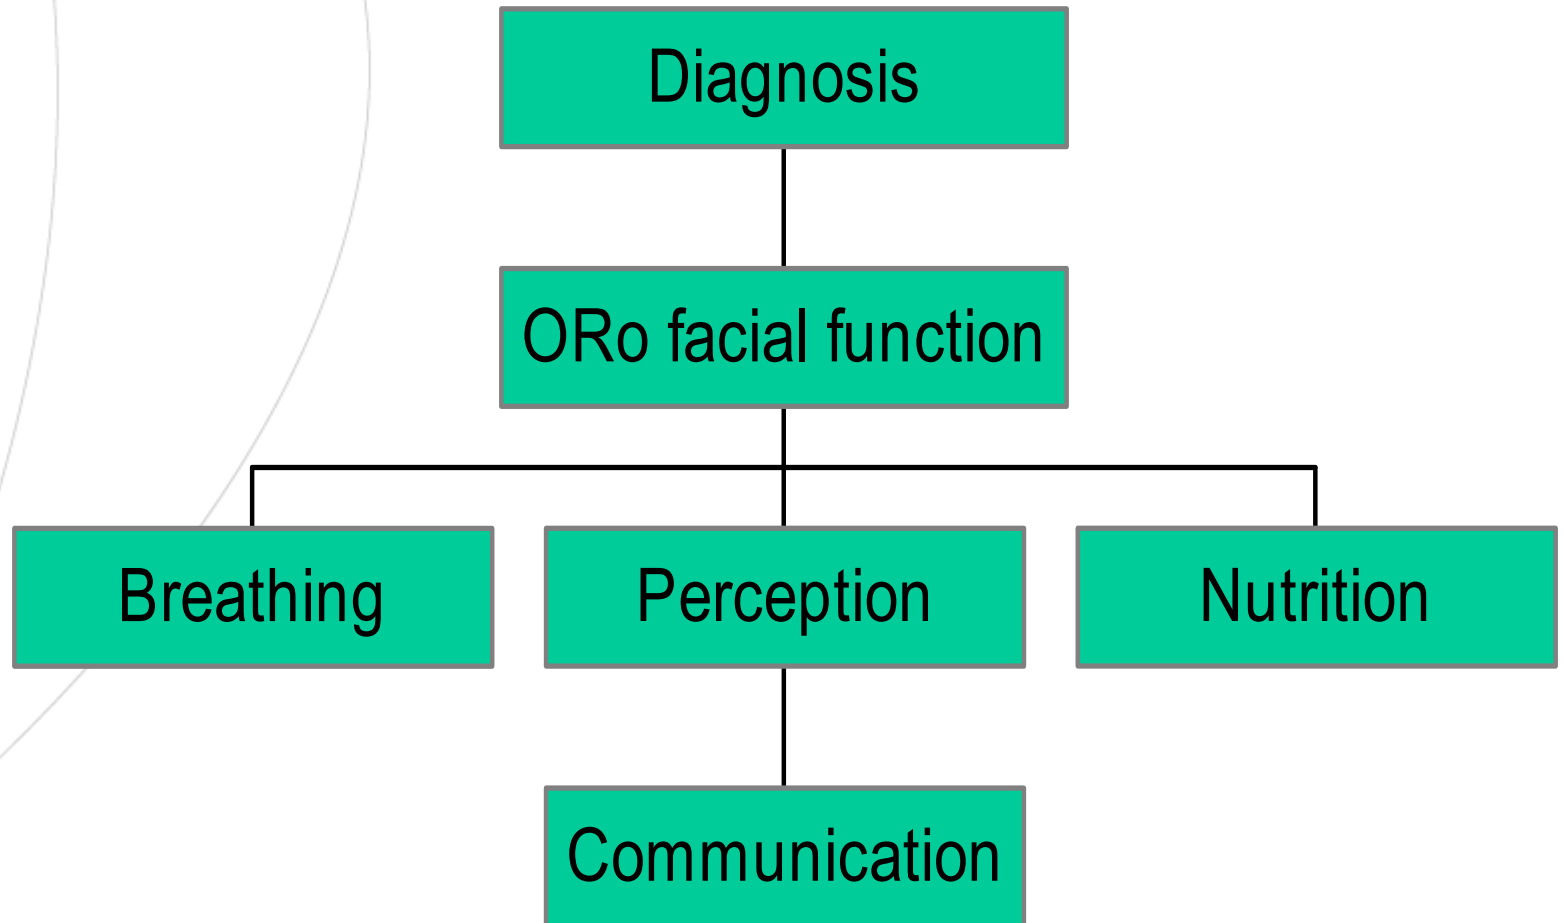 Diagnosis
ORo facial function
Breathing
Perception
Nutrition
Communication